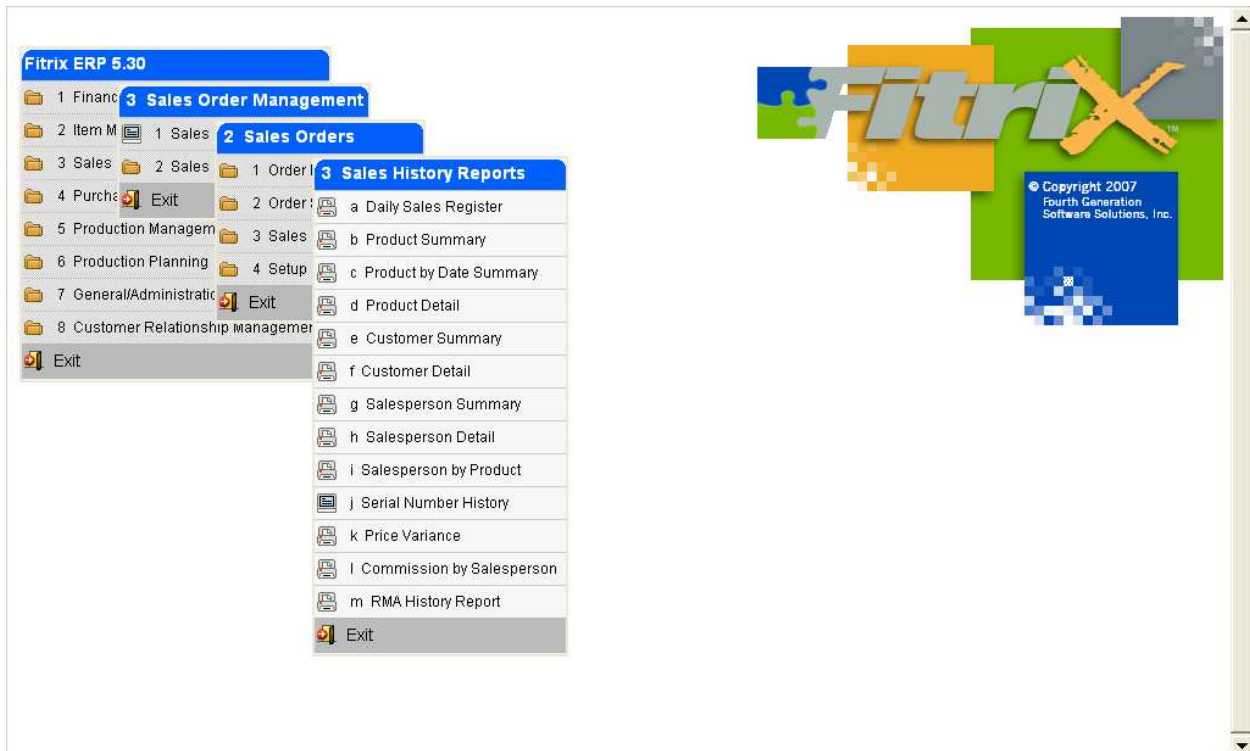 Fitrix ERP 5.30
1 Financ
2 Item M
3 Sales
4 Purcha
5 Production Managem
6 Production Planning
7 General/Administratio
8 Customer Relationship Managemen
Exit
3 Sales Order Management
1 Sales
2 Sales
Exit
2 Sales Orders
1 Order
2 Order
3 Sales
4 Setup
Exit
3 Sales History Reports
a Daily Sales Register
b Product Summary
c Product by Date Summary
d Product Detail
e Customer Summary
f Customer Detail
g Salesperson Summary
h Salesperson Detail
i Salesperson by Product
j Serial Number History
k Price Variance
l Commission by Salesperson
m RMA History Report
Exit
FitriX
TM
© Copyright 2007
Fourth Generation
Software Solutions, Inc.